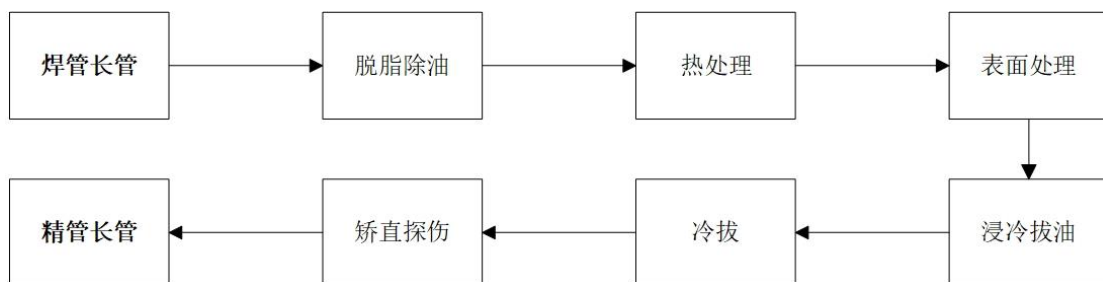 焊管长管
脱脂除油
热处理
表面处理
浸冷拔油
冷拔
矫直探伤
精管长管